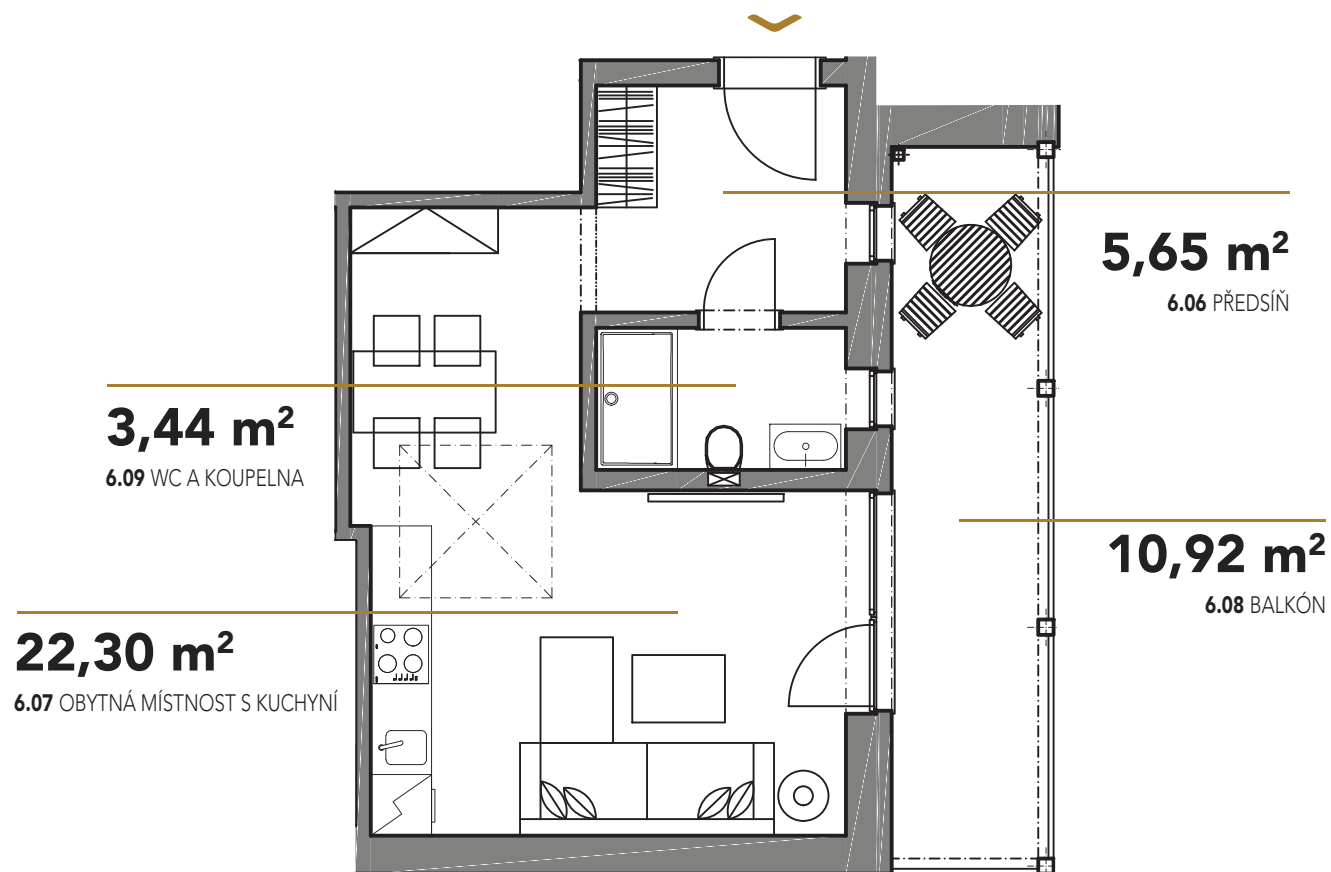 5,65 m²
6.06 PŘEDSÍŇ
3,44 m²
6.09 WC A KOUPELNA
10,92 m²
6.08 BALKÓN
22,30 m²
6.07 OBYTNÁ MÍSTNOST S KUCHYNÍ